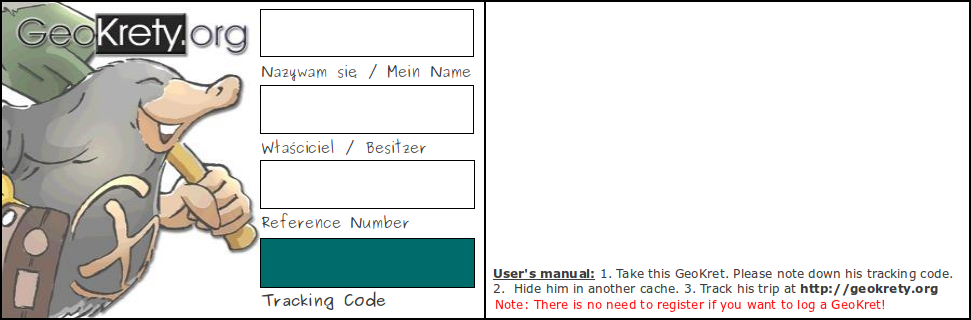 GeoKrety.org
Nazywam się / Mein Name
Właściciel / Besitzer
Reference Number
Tracking Code
User's manual: 1. Take this GeoKret. Please note down his tracking code.
2. Hide him in another cache. 3. Track his trip at http://geokrety.org
Note: There is no need to register if you want to log a GeoKret!